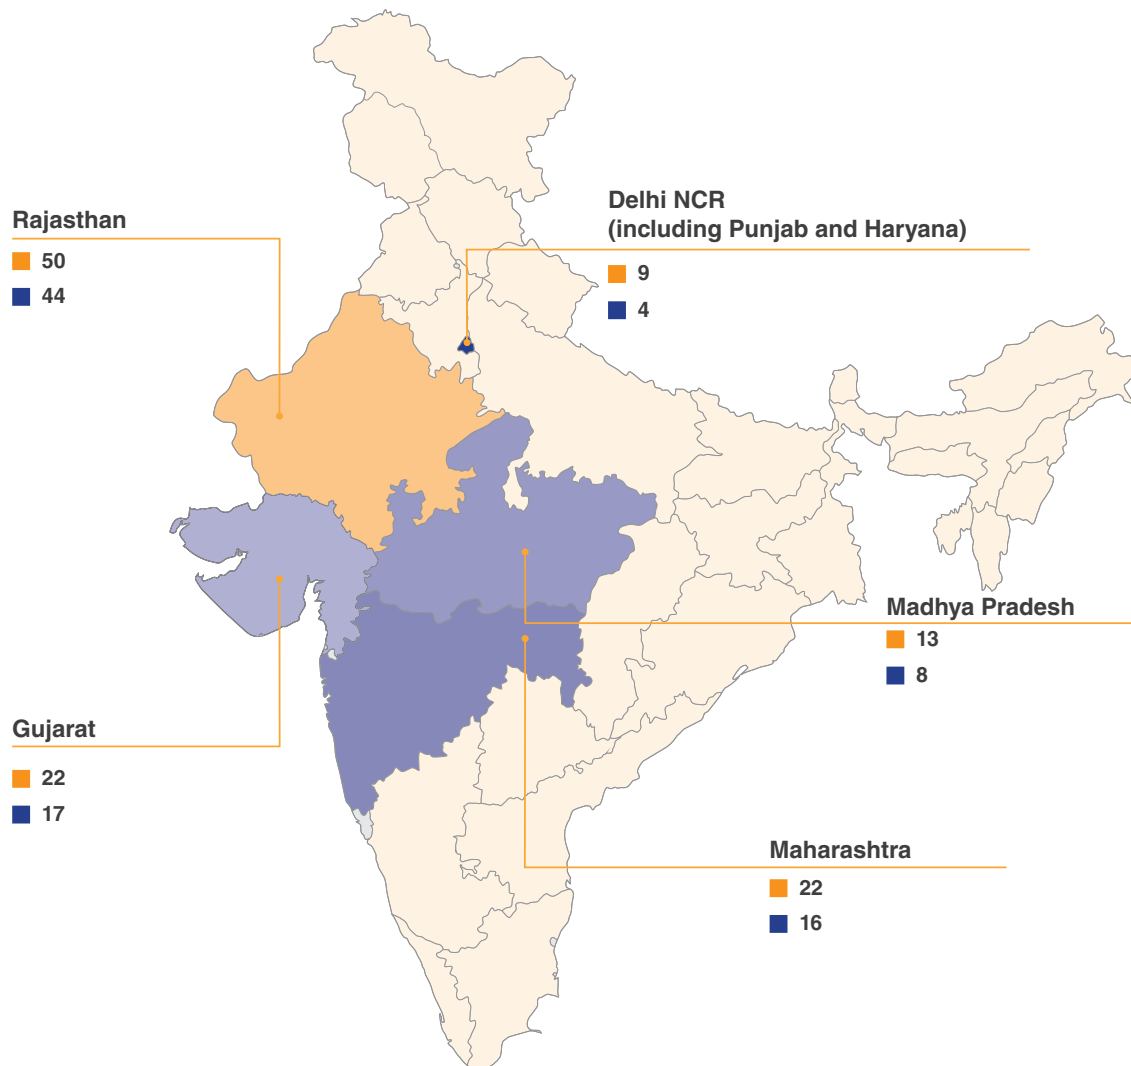 Rajasthan
50
44
Delhi NCR
(including Punjab and Haryana)
9
4
Madhya Pradesh
13
8
Gujarat
22
17
Maharashtra
22
16